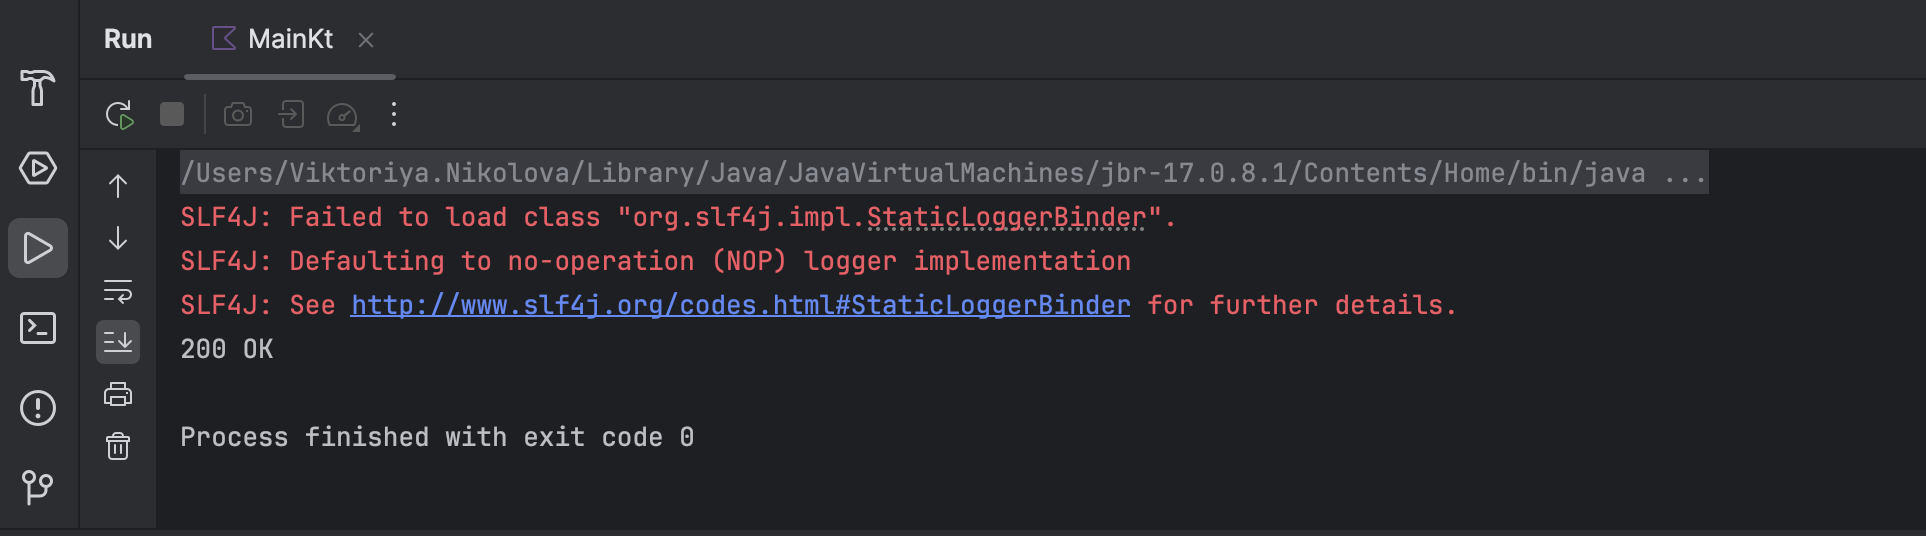 Run MainKt
/Users/Viktoriya.Nikolova/Library/Java/JavaVirtualMachines/jbr-17.0.8.1/Contents/Home/bin/java ...
SLF4J: Failed to load class "org.slf4j.impl.StaticLoggerBinder".
SLF4J: Defaulting to no-operation (NOP) logger implementation
SLF4J: See http://www.slf4j.org/codes.html#StaticLoggerBinder for further details.
200 OK
Process finished with exit code 0